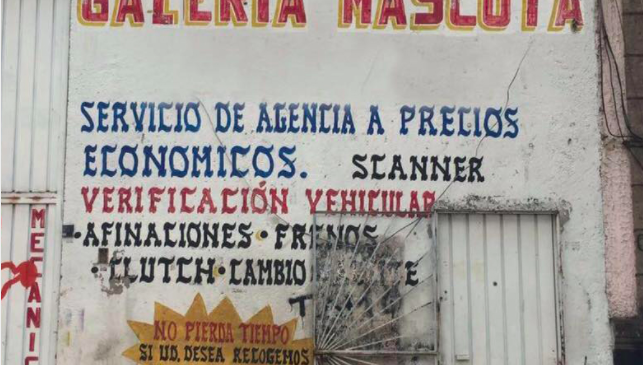 GALERIA MASCOTA
SERVICIO DE AGENCIA A PRECIOS
ECONOMICOS. SCANNER
VERIFICACIÓN VEHICULAR
•AFINACIONES•FRENOS
•CLUTCH•CAMBIO
MECANIC
NO PIERDA TIEMPO
SI UD. DESEA RECOGEMOS